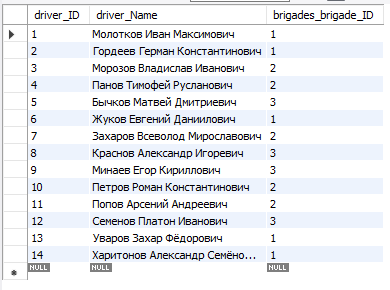 driver_ID driver_Name brigades_brigade_ID
1 Молотков Иван Максимович 1
2 Гордеев Герман Константинович 1
3 Морозов Владислав Иванович 2
4 Панов Тимофей Русланович 2
5 Бычков Матвей Дмитриевич 3
6 Жуков Евгений Даниилович 1
7 Захаров Всеволод Мирославович 2
8 Краснов Александр Игоревич 3
9 Минаев Егор Кириллович 3
10 Петров Роман Константинович 2
11 Попов Арсений Андреевич 2
12 Семенов Платон Иванович 3
13 Уваров Захар Фёдорович 1
14 Харитонов Александр Семёно... 1
NULL NULL NULL